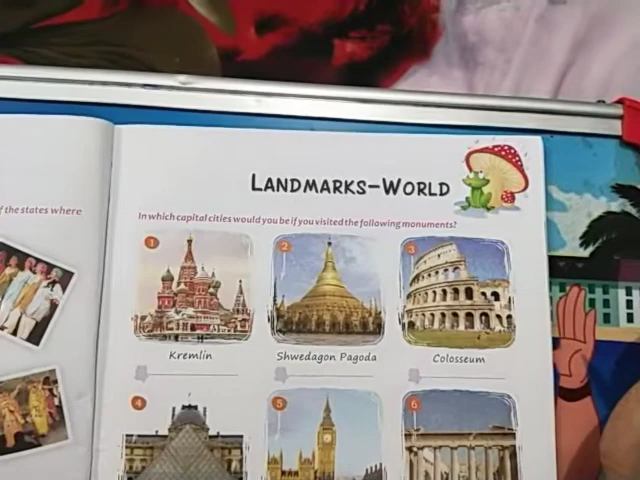 of the states where
LANDMARKS-WORLD
In which capital cities would you be if you visited the following monuments?
1
2
3
Kremlin
Shwedagon Pagoda
Colosseum
4
5
6